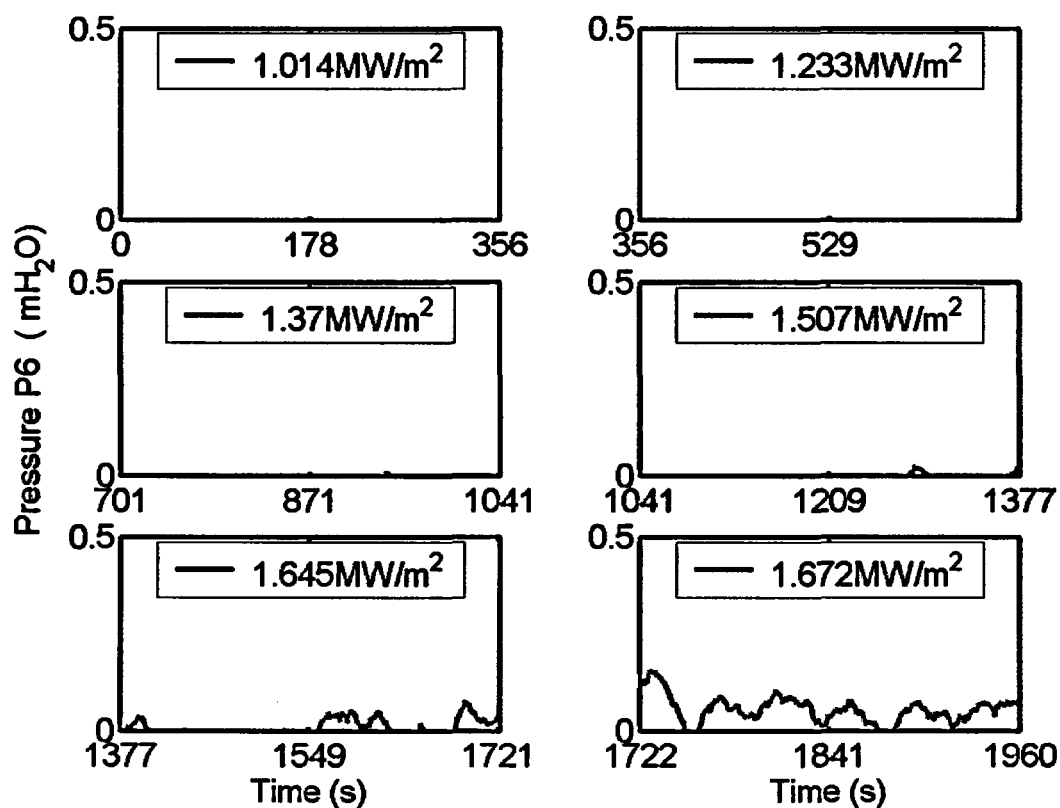 0.5
1.014MW/m²
0
0 178 356
0.5
1.233MW/m²
0
356 529
Pressure P6 ( mH₂O)
0.5
1.37MW/m²
0
701 871 1041
0.5
1.507MW/m²
0
1041 1209 1377
0.5
1.645MW/m²
0
1377 1549 1721
Time (s)
0.5
1.672MW/m²
0
1722 1841 1960
Time (s)